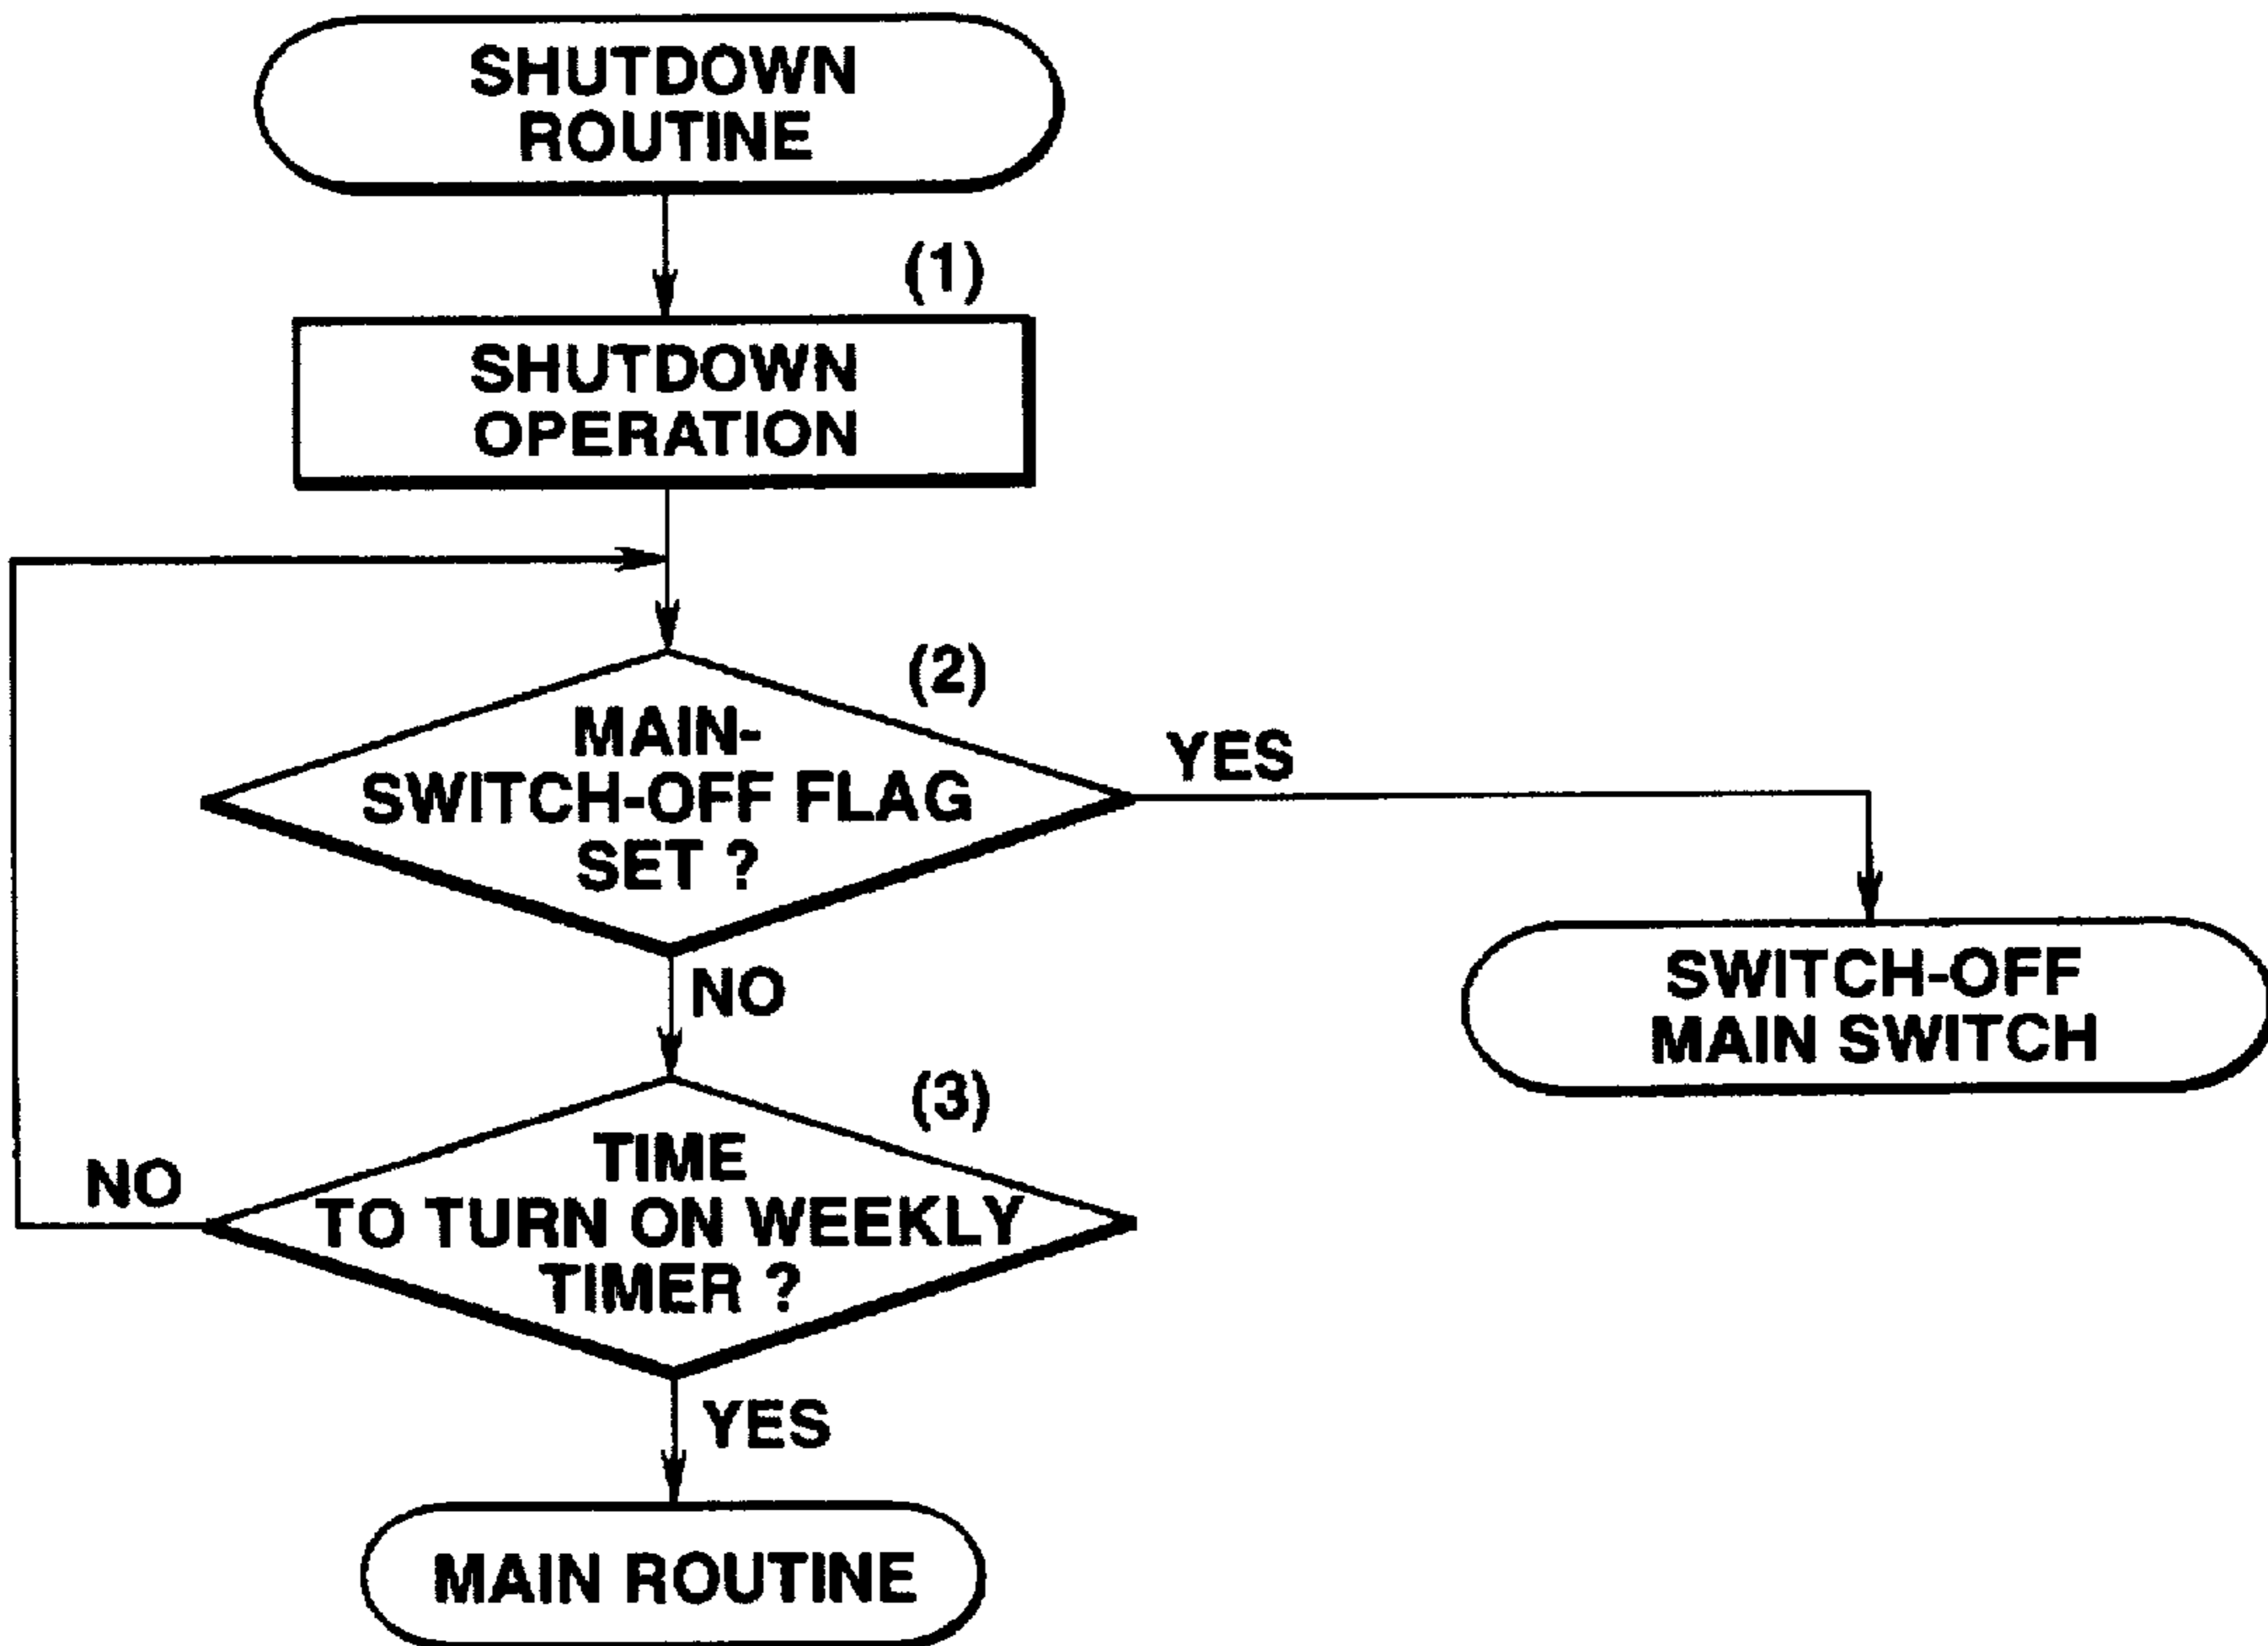 SHUTDOWN
ROUTINE
(1)
SHUTDOWN
OPERATION
(2)
MAIN-
SWITCH-OFF FLAG
SET ?
YES
NO
SWITCH-OFF
MAIN SWITCH
(3)
TIME
TO TURN ON WEEKLY
TIMER ?
NO
YES
MAIN ROUTINE